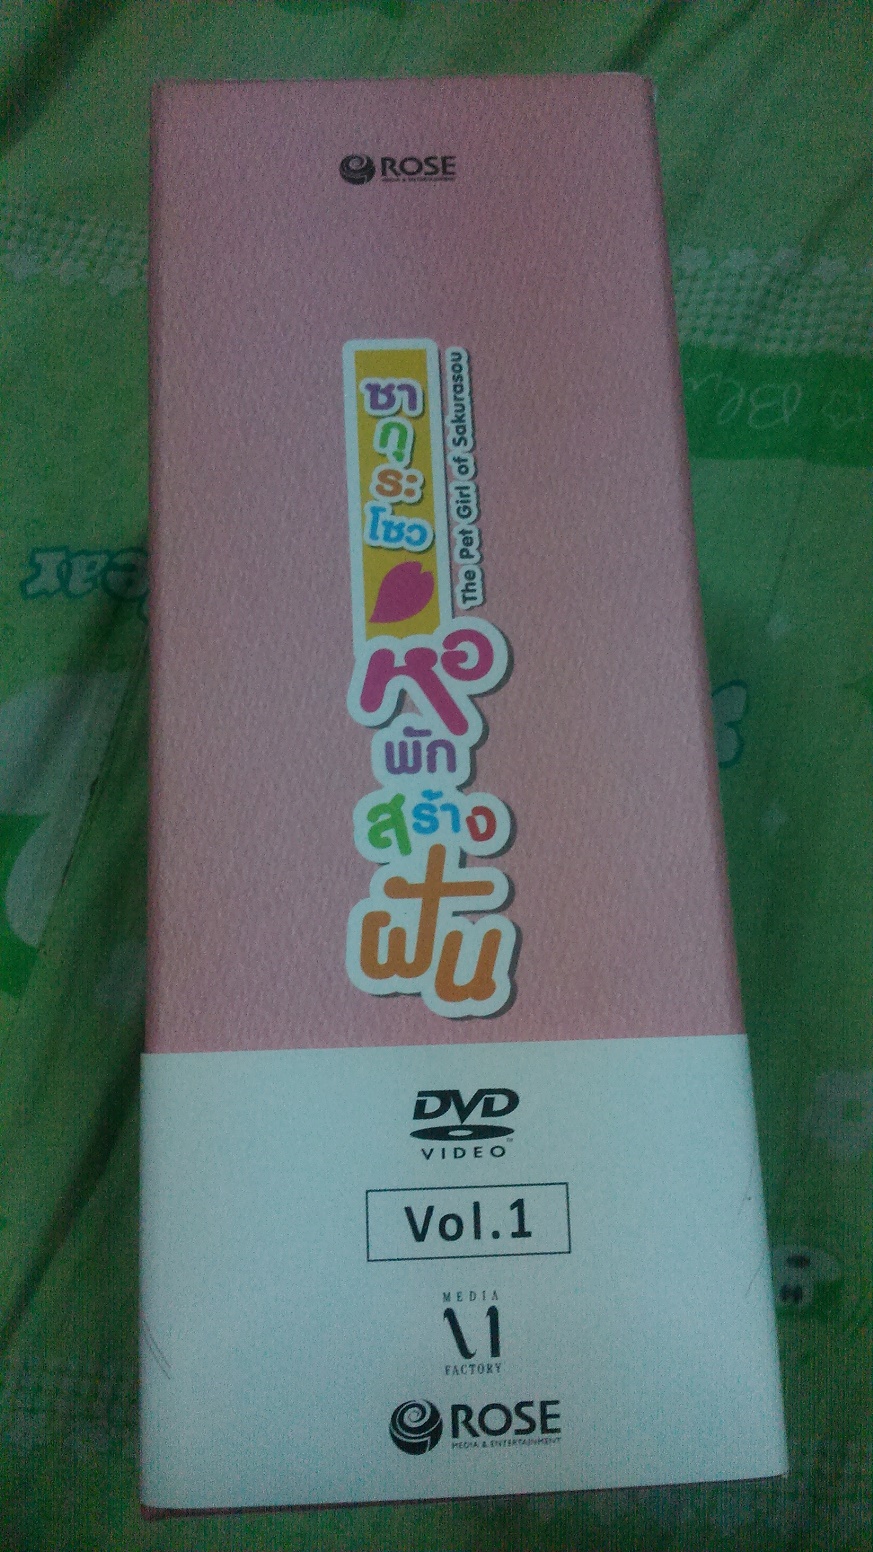 ROSE
MEDIA & ENTERTAINMENT
ซา
กุ
ระ
โซว
The Pet Girl of Sakurasou
หอ
พัก
สร้าง
ฝัน
DVD
VIDEO
Vol.1
MEDIA
FACTORY
ROSE
MEDIA & ENTERTAINMENT